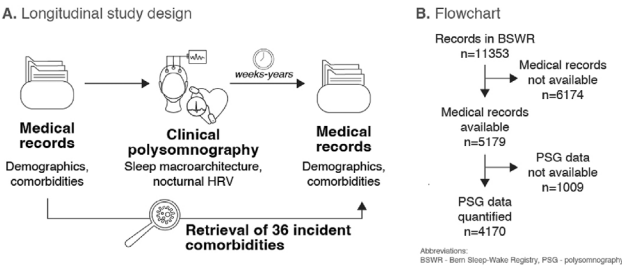 A. Longitudinal study design
weeks-years
Medical
records
Demographics,
comorbidities
Clinical
polysomnography
Sleep macroarchitecture,
nocturnal HRV
Medical
records
Demographics,
comorbidities
Retrieval of 36 incident
comorbidities
B. Flowchart
Records in BSWR
n=11353
Medical records
not available
n=6174
Medical records
available
n=5179
PSG data
not available
n=1009
PSG data
quantified
n=4170
Abbreviations:
BSWR - Bern Sleep-Wake Registry, PSG - polysomnography